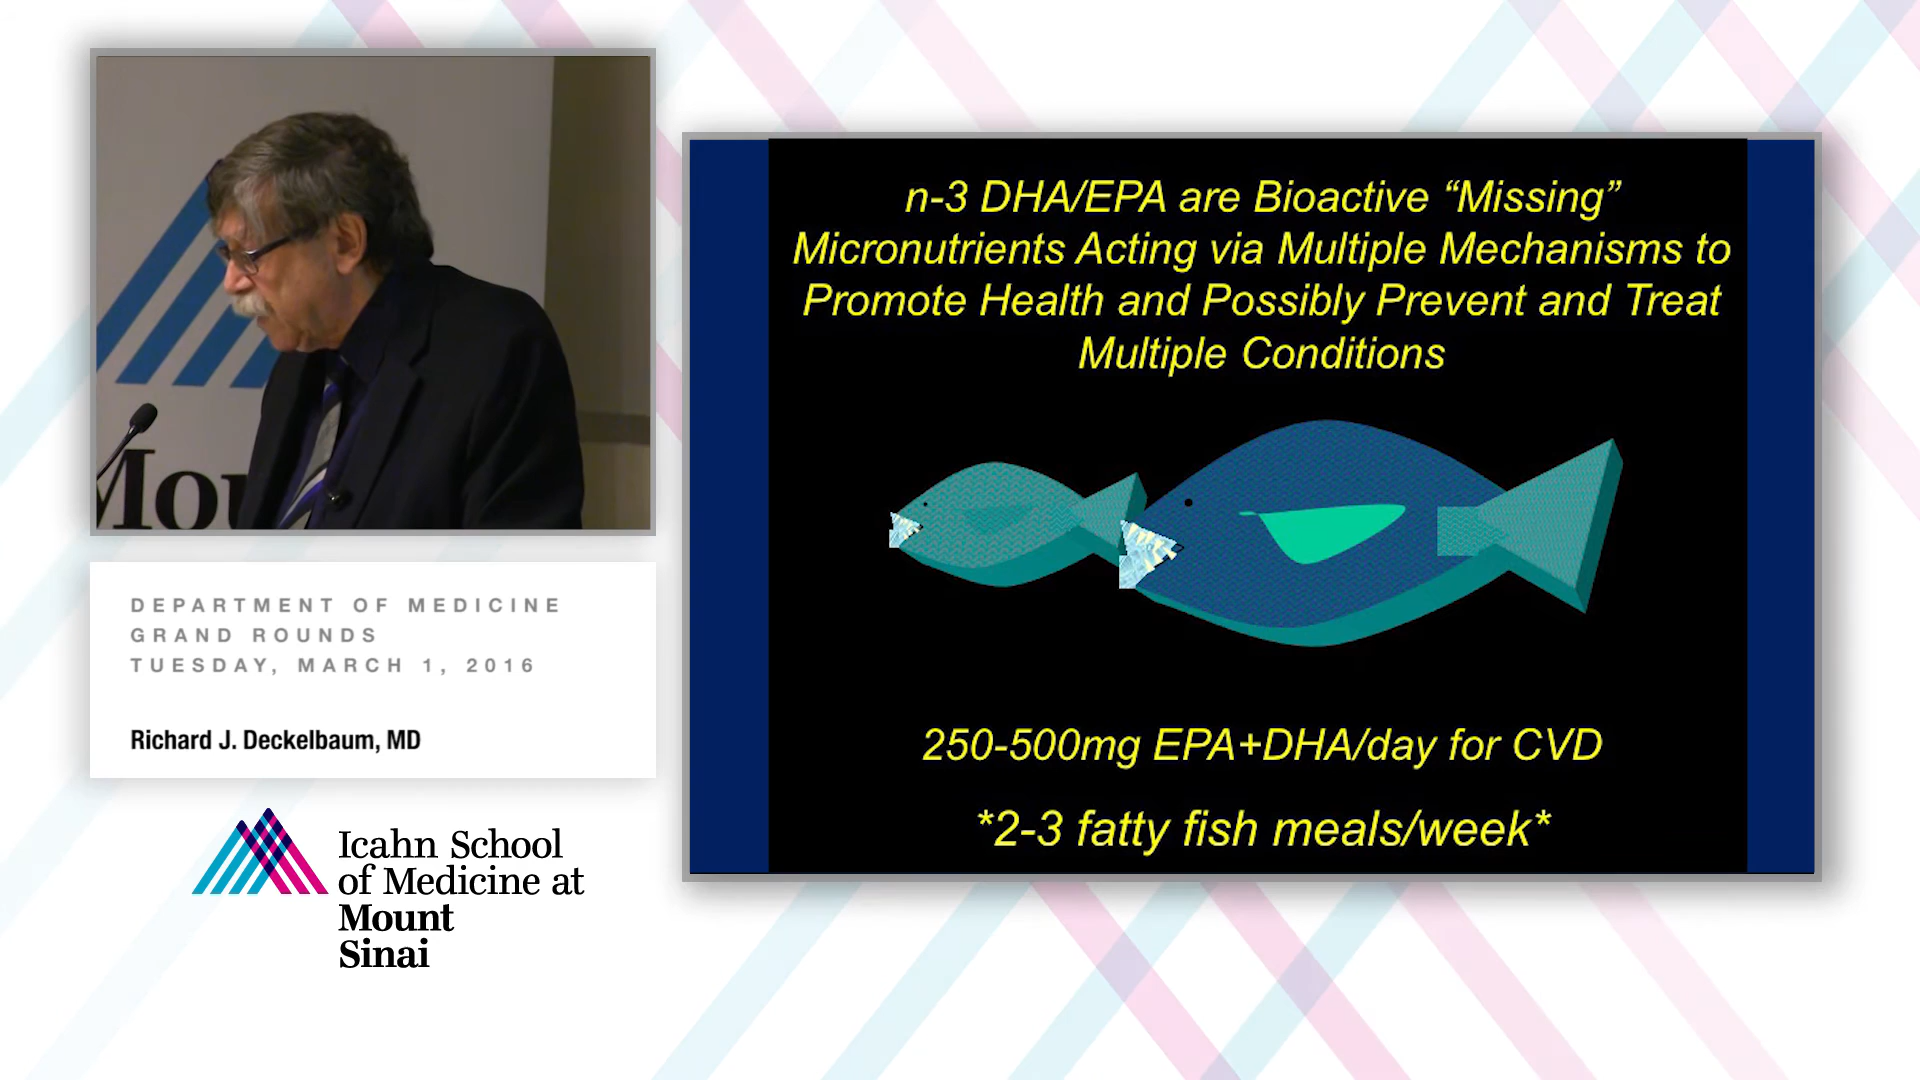 Mou
DEPARTMENT OF MEDICINE
GRAND ROUNDS
TUESDAY, MARCH 1, 2016
Richard J. Deckelbaum, MD
Icahn School
of Medicine at
Mount
Sinai
n-3 DHA/EPA are Bioactive “Missing”
Micronutrients Acting via Multiple Mechanisms to
Promote Health and Possibly Prevent and Treat
Multiple Conditions
250-500mg EPA+DHA/day for CVD
*2-3 fatty fish meals/week*